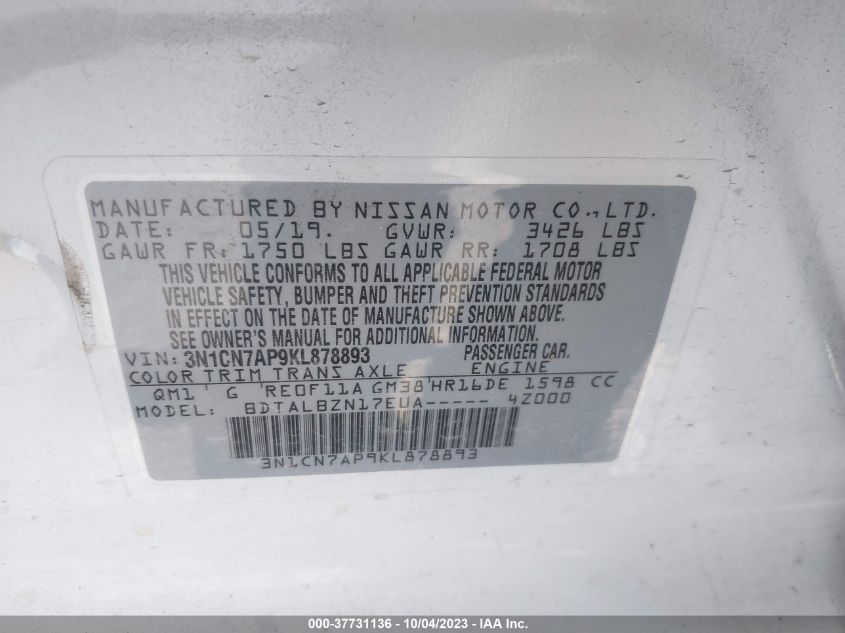 MANUFACTURED BY NISSAN MOTOR CO., LTD.
DATE: 05/19. GVWR: 3426 LBS
GAWR FR: 1750 LBS GAWR RR: 1708 LBS
THIS VEHICLE CONFORMS TO ALL APPLICABLE FEDERAL MOTOR
VEHICLE SAFETY, BUMPER AND THEFT PREVENTION STANDARDS
IN EFFECT ON THE DATE OF MANUFACTURE SHOWN ABOVE.
SEE OWNER'S MANUAL FOR ADDITIONAL INFORMATION.
VIN: 3N1CN7AP9KL878893 PASSENGER CAR.
COLOR TRIM TRANS AXLE ENGINE
QM1 ' G 'RE0F11A GM38'HR16DE 1598 CC
MODEL: BDTALBZN17EUA----- 4Z000
3N1CN7AP9KL878893
000-37731136 - 10/04/2023 - IAA Inc.